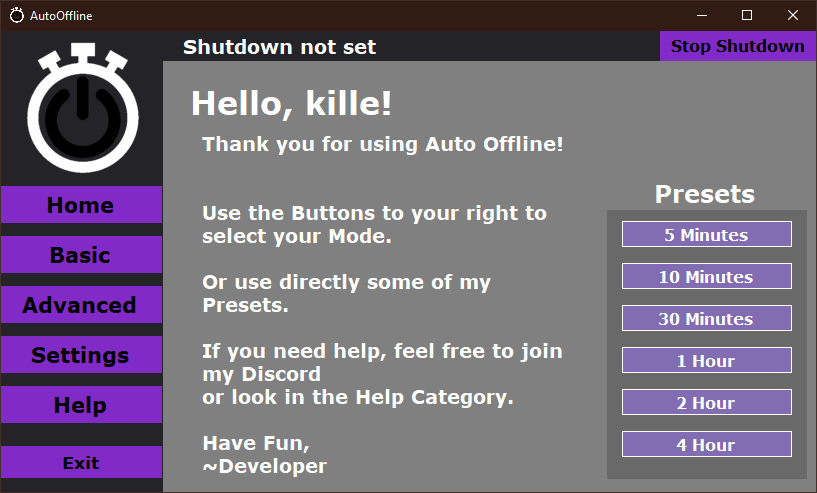 AutoOffline
Shutdown not set
Stop Shutdown
Home
Basic
Advanced
Settings
Help
Exit
Hello, kille!
Thank you for using Auto Offline!
Use the Buttons to your right to
select your Mode.
Or use directly some of my
Presets.
If you need help, feel free to join
my Discord
or look in the Help Category.
Have Fun,
~Developer
Presets
5 Minutes
10 Minutes
30 Minutes
1 Hour
2 Hour
4 Hour